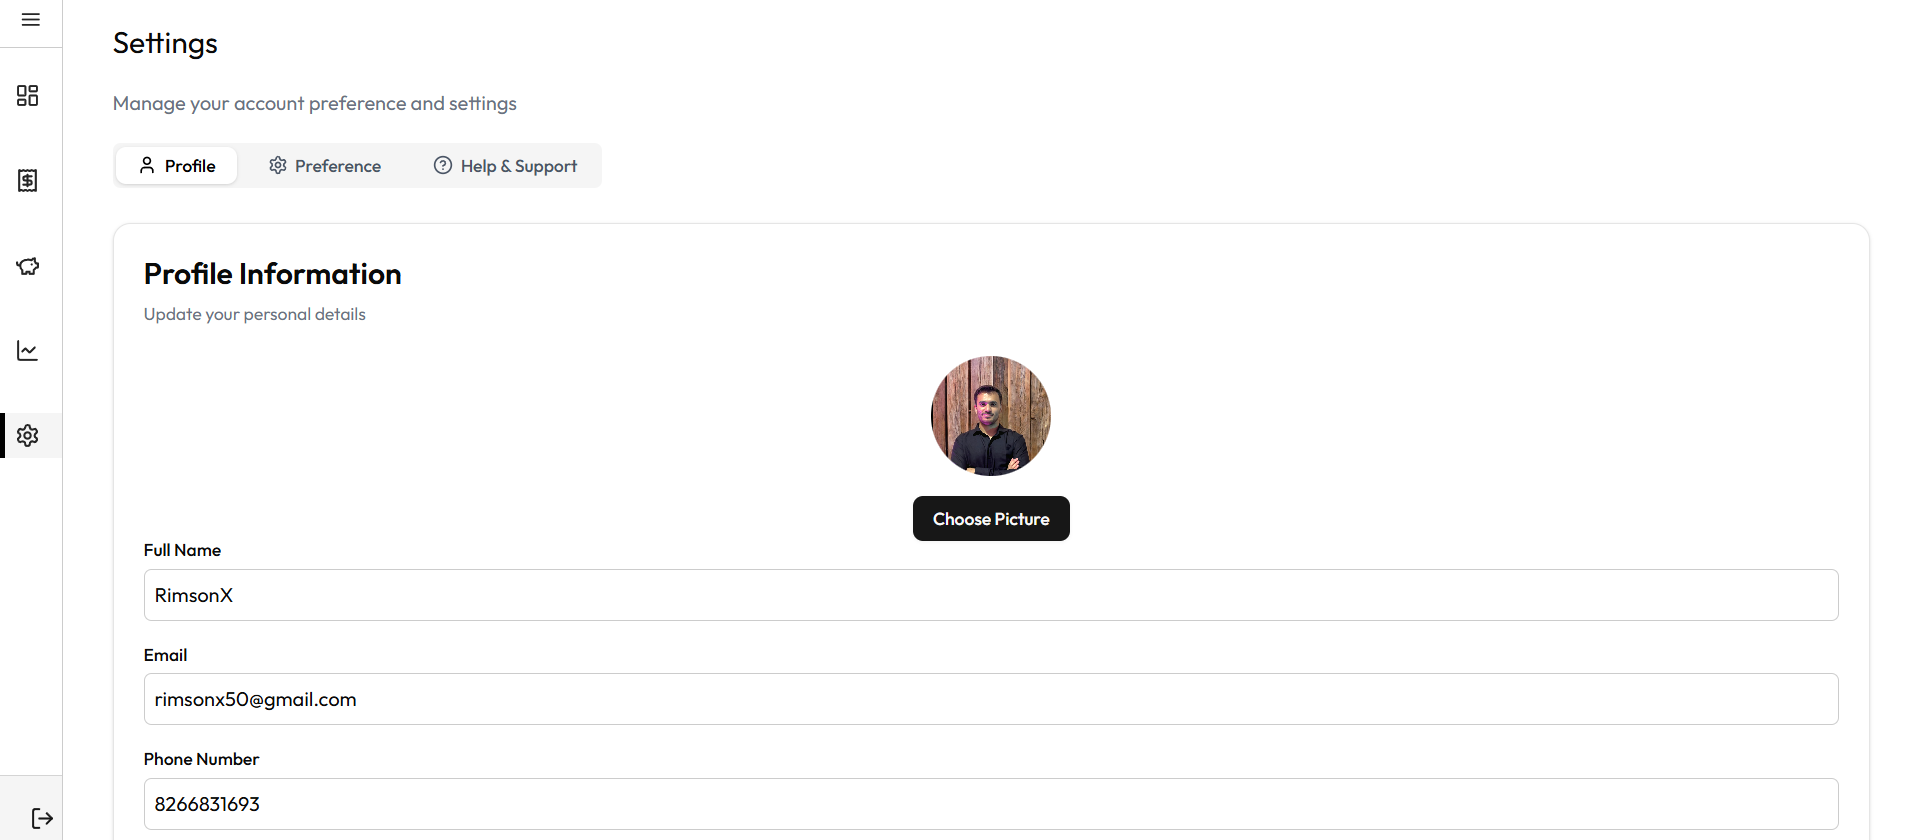 Settings
Manage your account preference and settings
Profile Preference Help & Support
Profile Information
Update your personal details
Choose Picture
Full Name
RimsonX
Email
rimsonx50@gmail.com
Phone Number
8266831693